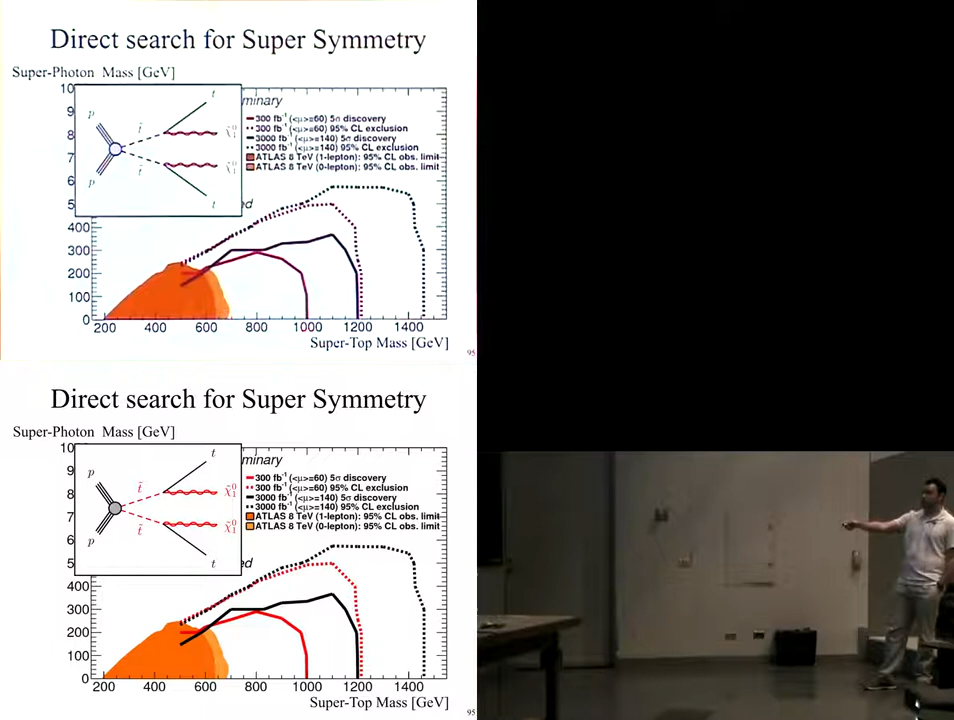 Direct search for Super Symmetry
Super-Photon Mass [GeV]
10
minary
t
p
t̃
χ̃₁⁰
300 fb⁻¹ (<μ>=60) 5σ discovery
300 fb⁻¹ (<μ>=60) 95% CL exclusion
3000 fb⁻¹ (<μ>=140) 5σ discovery
3000 fb⁻¹ (<μ>=140) 95% CL exclusion
ATLAS 8 TeV (1-lepton): 95% CL obs. limit
ATLAS 8 TeV (0-lepton): 95% CL obs. limit
8
7
6
t̃
χ̃₁⁰
p
t
5
ed
400
300
200
100
0
200 400 600 800 1000 1200 1400
Super-Top Mass [GeV]
95
Direct search for Super Symmetry
Super-Photon Mass [GeV]
10
minary
t
p
t̃
χ̃₁⁰
300 fb⁻¹ (<μ>=60) 5σ discovery
300 fb⁻¹ (<μ>=60) 95% CL exclusion
3000 fb⁻¹ (<μ>=140) 5σ discovery
3000 fb⁻¹ (<μ>=140) 95% CL exclusion
ATLAS 8 TeV (1-lepton): 95% CL obs. limit
ATLAS 8 TeV (0-lepton): 95% CL obs. limit
8
7
6
t̃
χ̃₁⁰
p
t
5
ed
400
300
200
100
0
200 400 600 800 1000 1200 1400
Super-Top Mass [GeV]
95